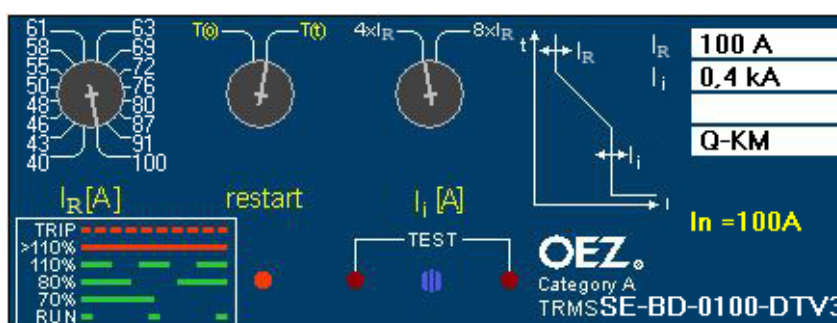 61 63
58 69
55 72
50 76
48 80
46 87
43 91
40 100
IR[A]
T(o) T(t)
restart
4xIR 8xIR
Ii [A]
t IR
Ii
I
IR 100 A
Ii 0,4 kA
Q-KM
In =100A
TRIP
>110%
110%
80%
70%
RUN
TEST
OEZ.
Category A
TRMS SE-BD-0100-DTV3